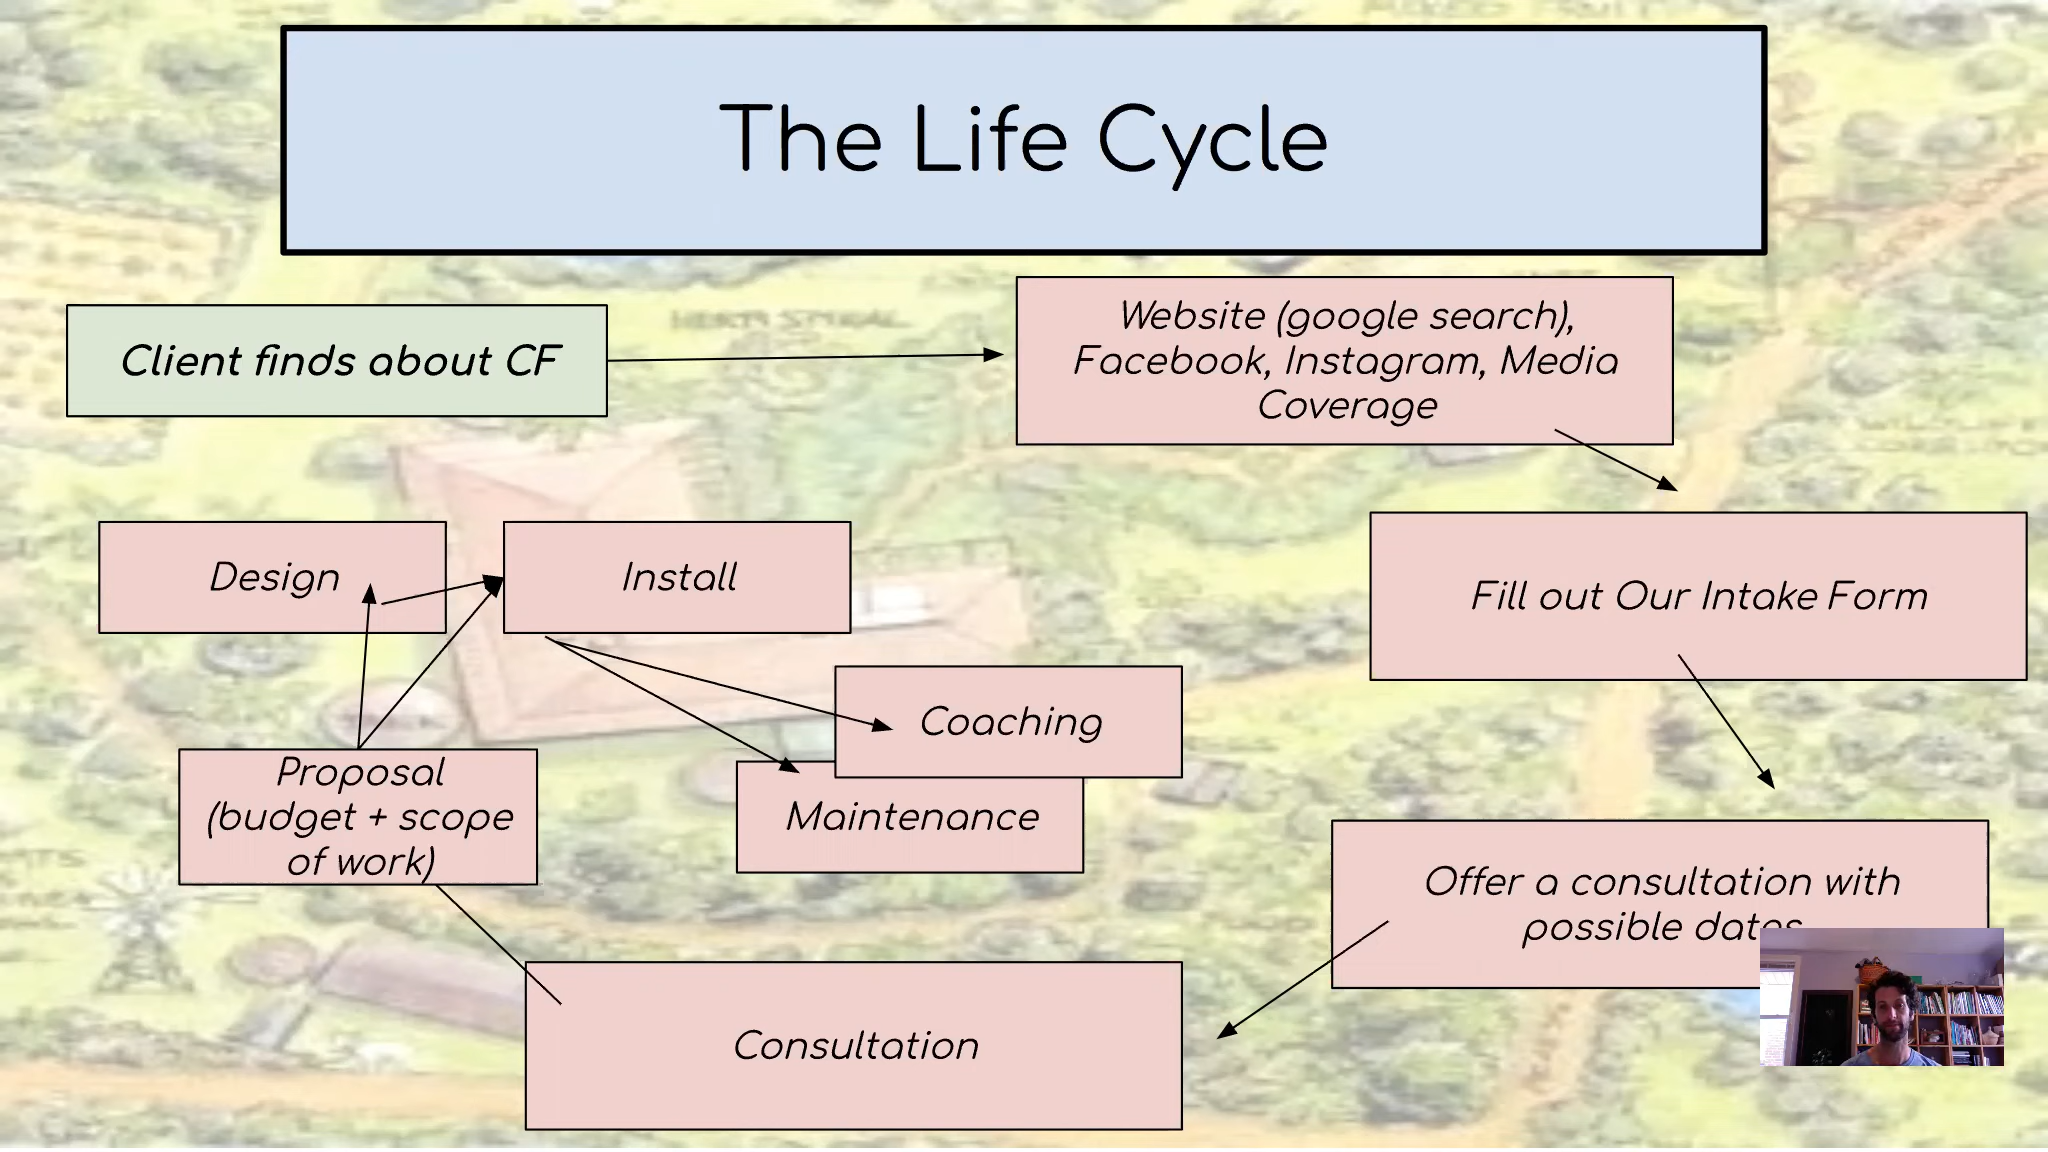 The Life Cycle
Client finds about CF
Website (google search),
Facebook, Instagram, Media
Coverage
Design
Install
Fill out Our Intake Form
Coaching
Proposal
(budget + scope
of work)
Maintenance
Offer a consultation with
possible dates
Consultation